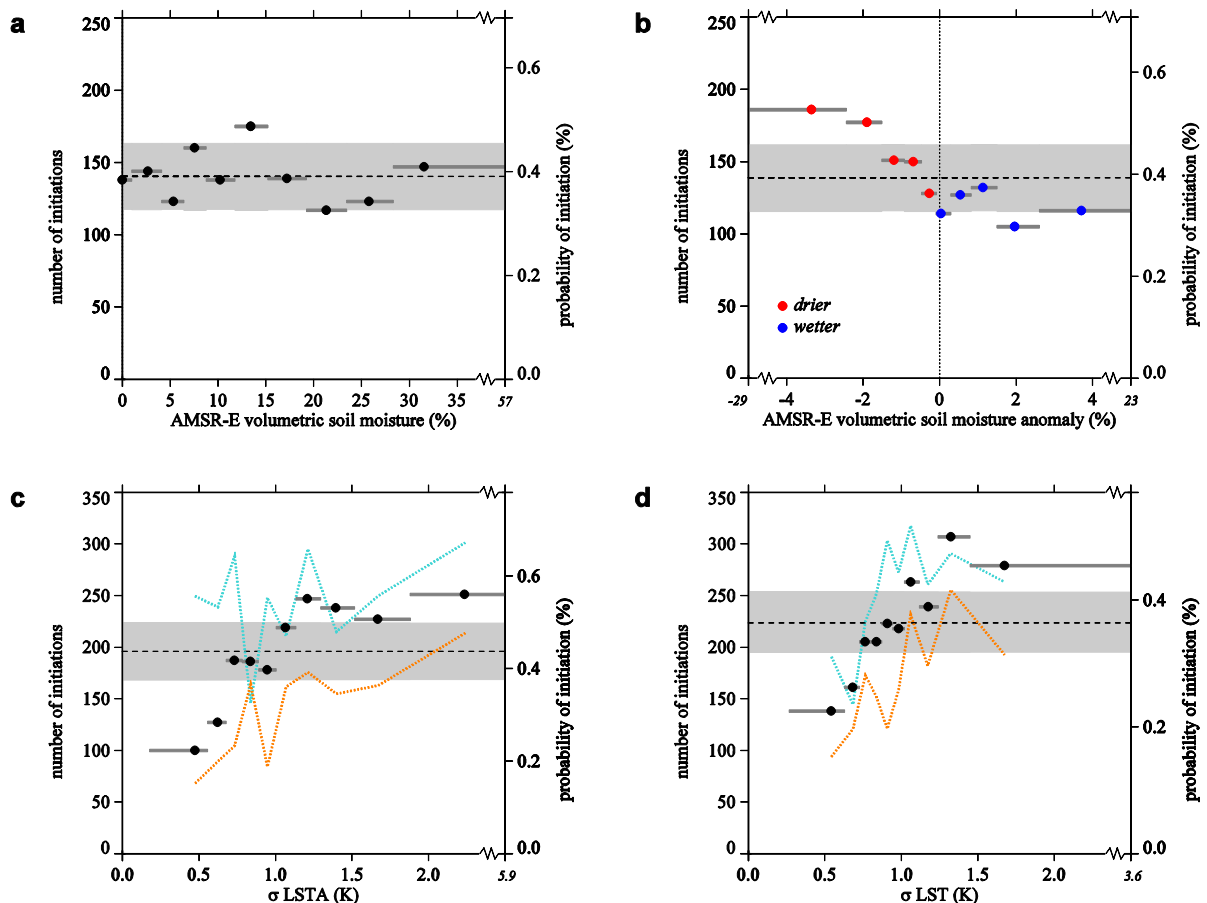 a
250
200
150
100
50
0
number of initiations
0.6
0.4
0.2
0.0
probability of initiation (%)
0 5 10 15 20 25 30 35 57
AMSR-E volumetric soil moisture (%)
b
250
200
150
100
50
0
number of initiations
drier
wetter
0.6
0.4
0.2
0.0
probability of initiation (%)
-29 -4 -2 0 2 4 23
AMSR-E volumetric soil moisture anomaly (%)
c
350
300
250
200
150
100
50
0
number of initiations
0.6
0.4
0.2
0.0
probability of initiation (%)
0.0 0.5 1.0 1.5 2.0 5.9
σ LSTA (K)
d
350
300
250
200
150
100
50
0
number of initiations
0.4
0.2
0.0
probability of initiation (%)
0.0 0.5 1.0 1.5 2.0 3.6
σ LST (K)